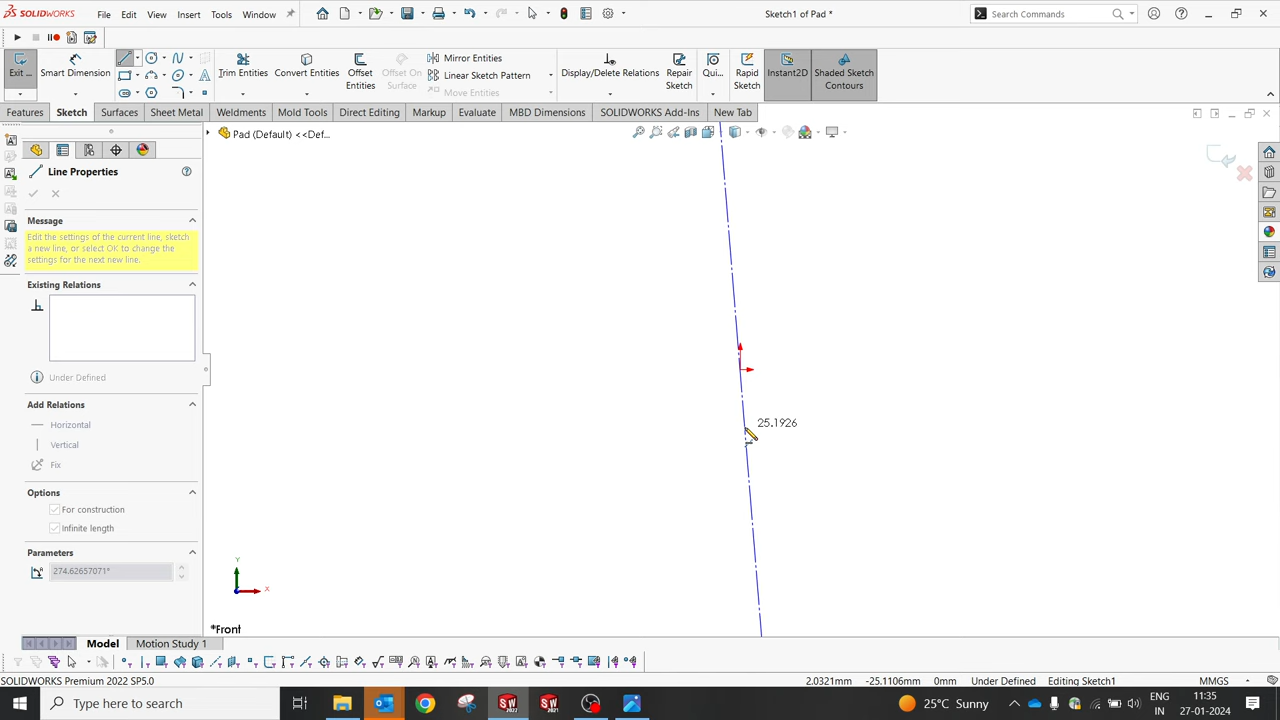 SOLIDWORKS
File
Edit
View
Insert
Tools
Window
Sketch1 of Pad *
Search Commands
Exit ...
Smart Dimension
Trim Entities
Convert Entities
Offset
Entities
Offset On
Surface
Mirror Entities
Linear Sketch Pattern
Move Entities
Display/Delete Relations
Repair
Sketch
Qui...
Rapid
Sketch
Instant2D
Shaded Sketch
Contours
Features
Sketch
Surfaces
Sheet Metal
Weldments
Mold Tools
Direct Editing
Markup
Evaluate
MBD Dimensions
SOLIDWORKS Add-Ins
New Tab
Pad (Default) <<Def...
Line Properties
Message
Edit the settings of the current line, sketch
a new line, or select OK to change the
settings for the next new line.
Existing Relations
Under Defined
Add Relations
Horizontal
Vertical
Fix
Options
For construction
Infinite length
Parameters
274.62657071°
25.1926
Y
X
*Front
Model
Motion Study 1
SOLIDWORKS Premium 2022 SP5.0
2.0321mm
-25.1106mm
0mm
Under Defined
Editing Sketch1
MMGS
Type here to search
25°C Sunny
ENG
IN
11:35
27-01-2024